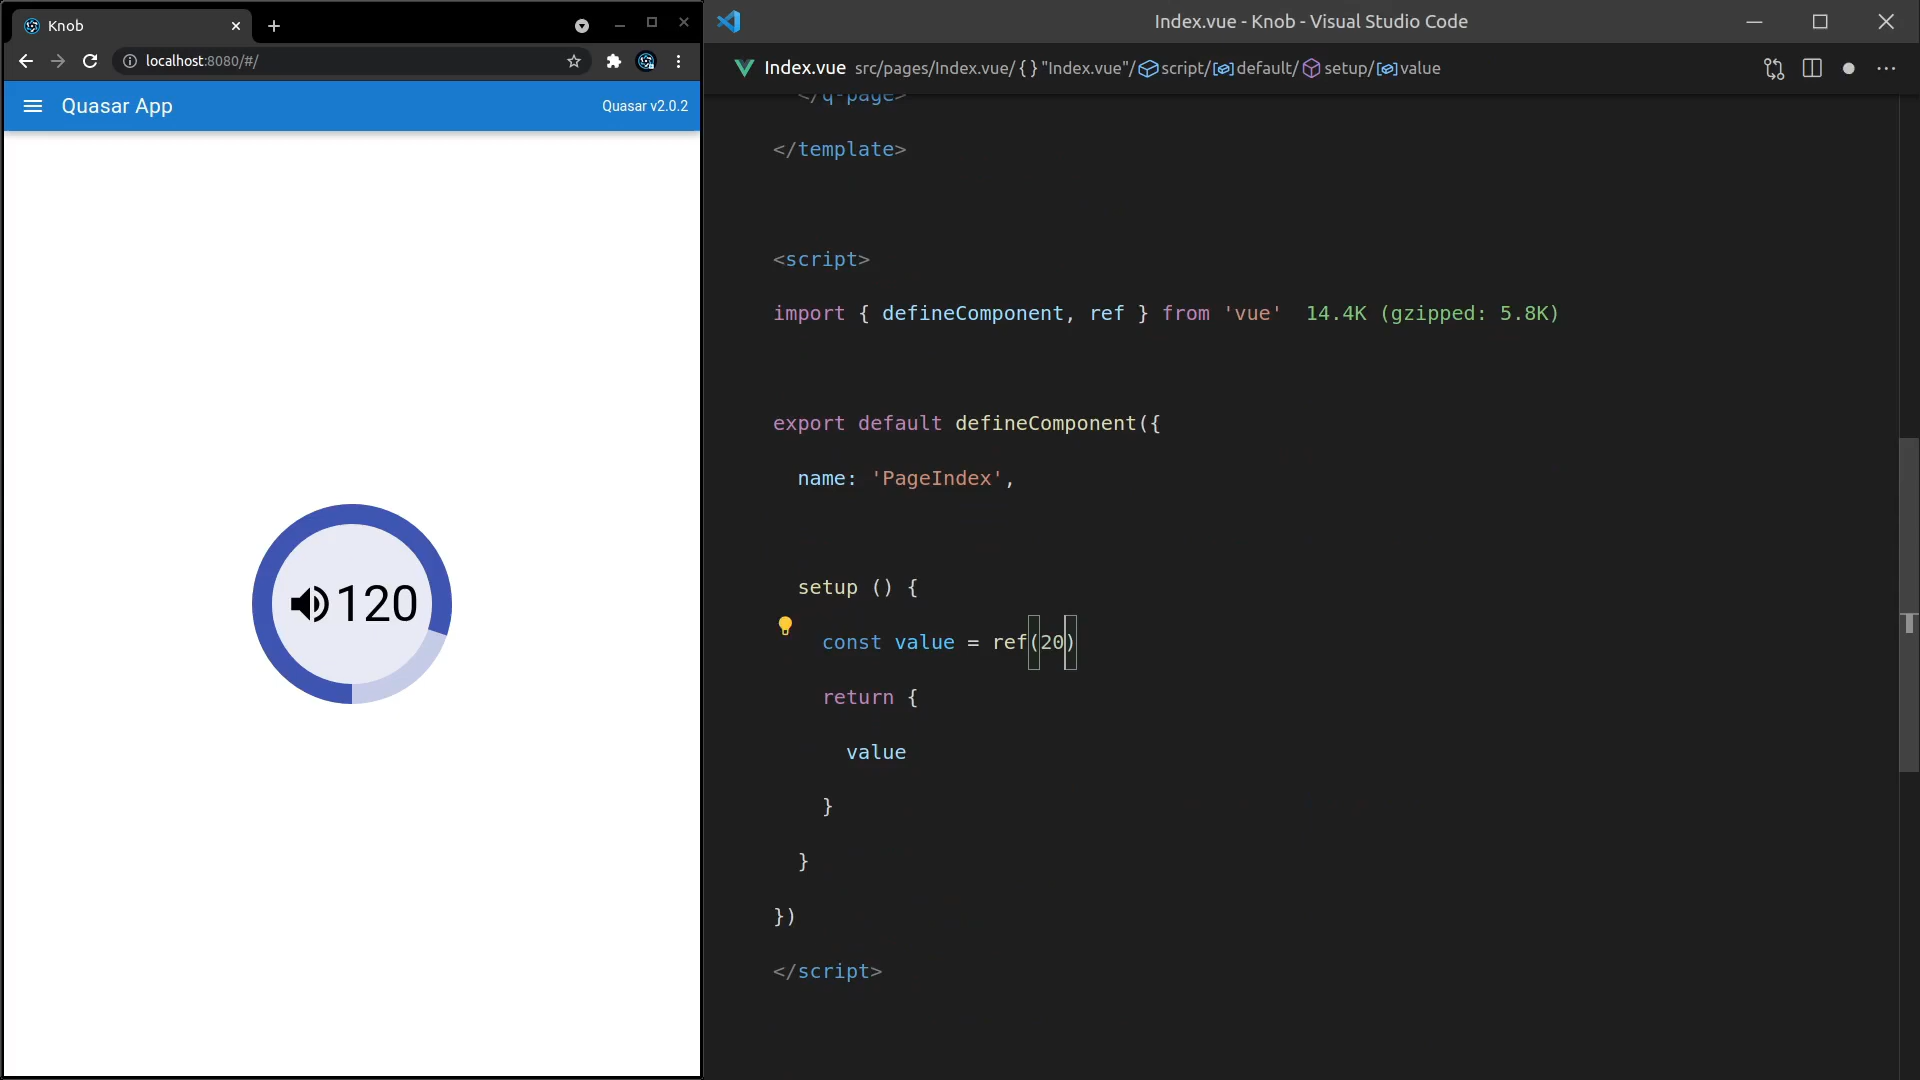 Knob
localhost:8080/#/
Quasar App
Quasar v2.0.2
120
Index.vue - Knob - Visual Studio Code
Index.vue src/pages/Index.vue/{ }"Index.vue"/script/default/setup/value
</q-page>
</template>
<script>
import { defineComponent, ref } from 'vue' 14.4K (gzipped: 5.8K)
export default defineComponent({
name: 'PageIndex',
setup () {
const value = ref(20)
return {
value
}
}
})
</script>